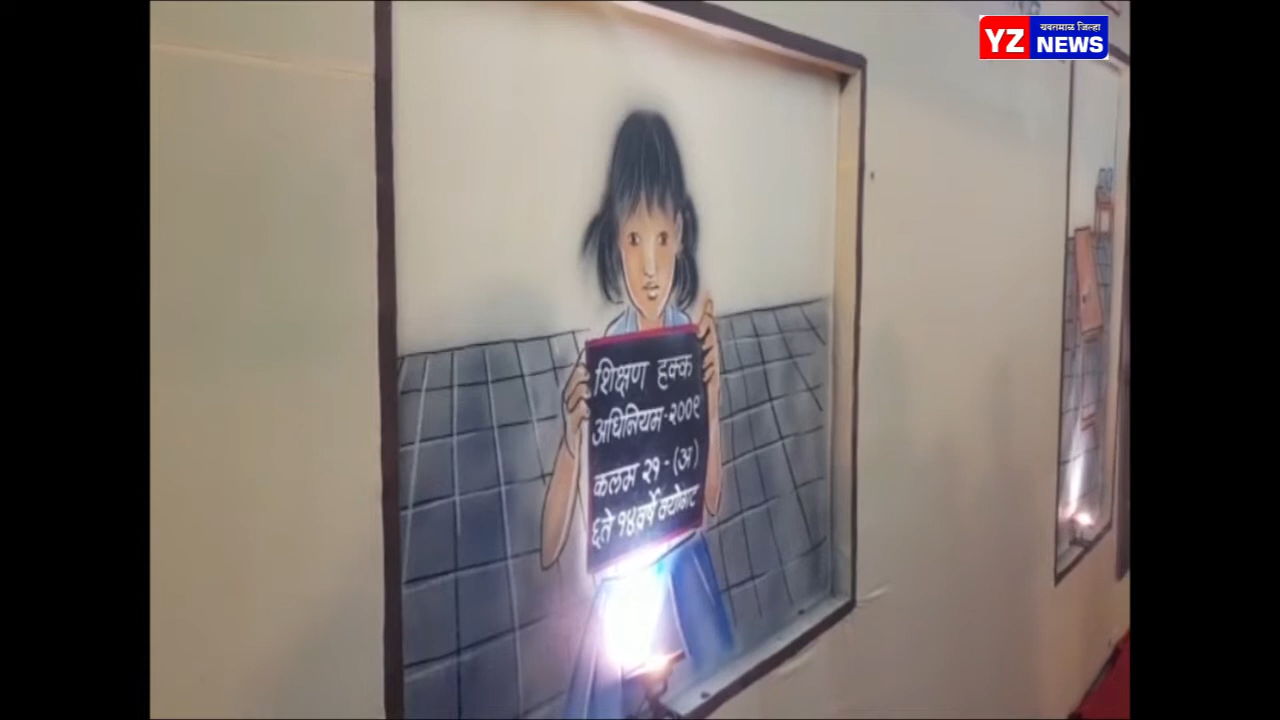 YZ
यवतमाळ जिल्हा
NEWS
शिक्षण हक्क
अधिनियम-२००९
कलम २१-(अ)
६ते १४वर्षे वयोगट